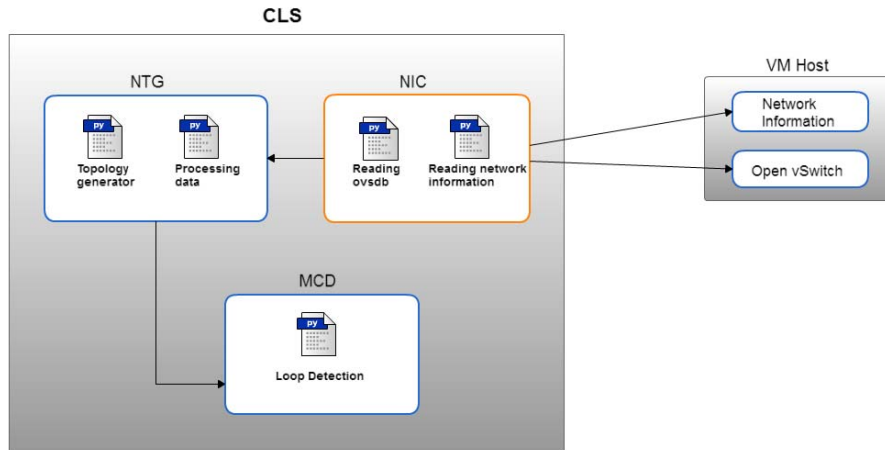 CLS
NTG
NIC
VM Host
py
py
py
py
Network
Information
Topology
generator
Processing
data
Reading
ovsdb
Reading network
information
Open vSwitch
MCD
py
Loop Detection